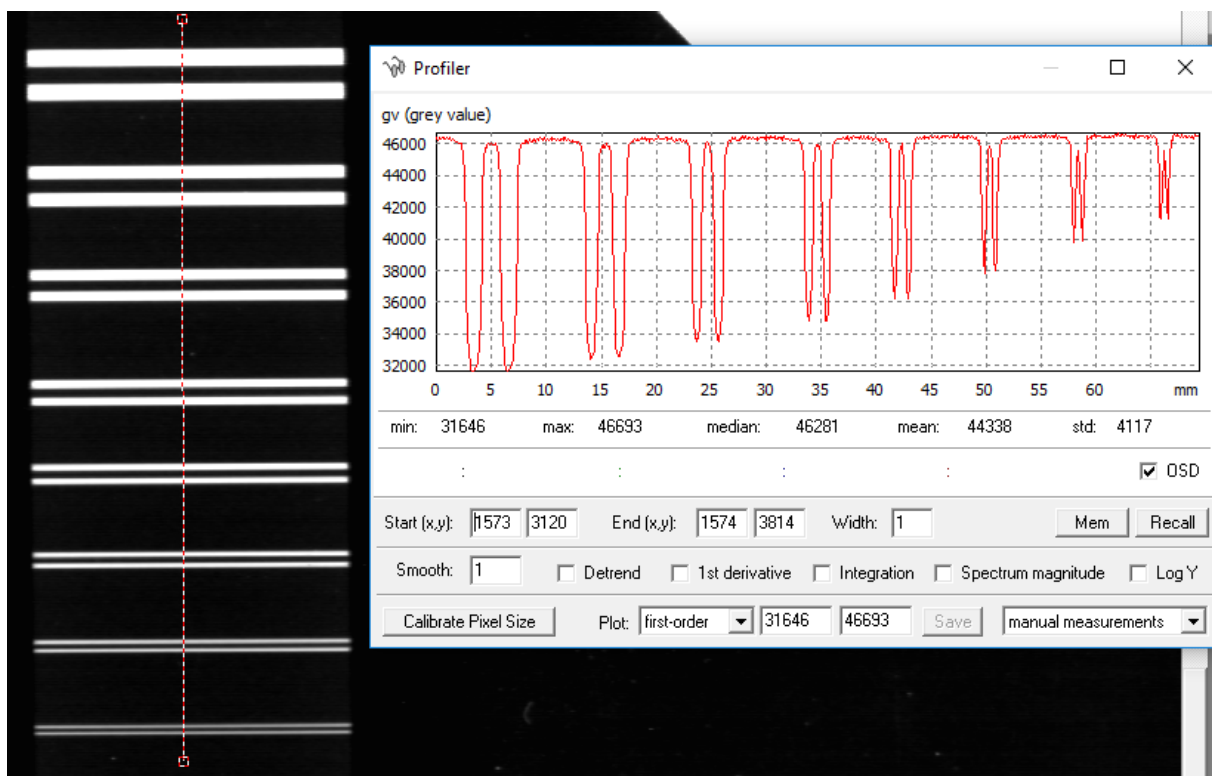 Profiler
gv (grey value)
46000
44000
42000
40000
38000
36000
34000
32000
0 5 10 15 20 25 30 35 40 45 50 55 60 mm
min: 31646 max: 46693 median: 46281 mean: 44338 std: 4117
: : : : OSD
Start (x,y): 1573 3120 End (x,y): 1574 3814 Width: 1 Mem Recall
Smooth: 1 Detrend 1st derivative Integration Spectrum magnitude Log Y
Calibrate Pixel Size Plot: first-order 31646 46693 Save manual measurements